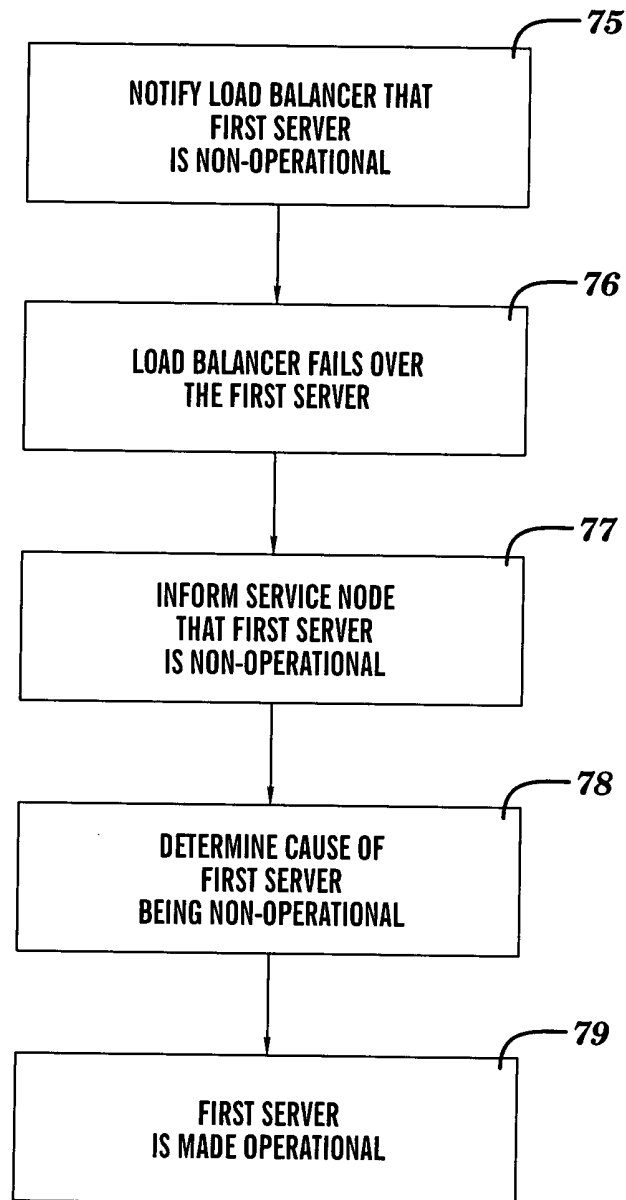 75
NOTIFY LOAD BALANCER THAT
FIRST SERVER
IS NON-OPERATIONAL
76
LOAD BALANCER FAILS OVER
THE FIRST SERVER
77
INFORM SERVICE NODE
THAT FIRST SERVER
IS NON-OPERATIONAL
78
DETERMINE CAUSE OF
FIRST SERVER
BEING NON-OPERATIONAL
79
FIRST SERVER
IS MADE OPERATIONAL